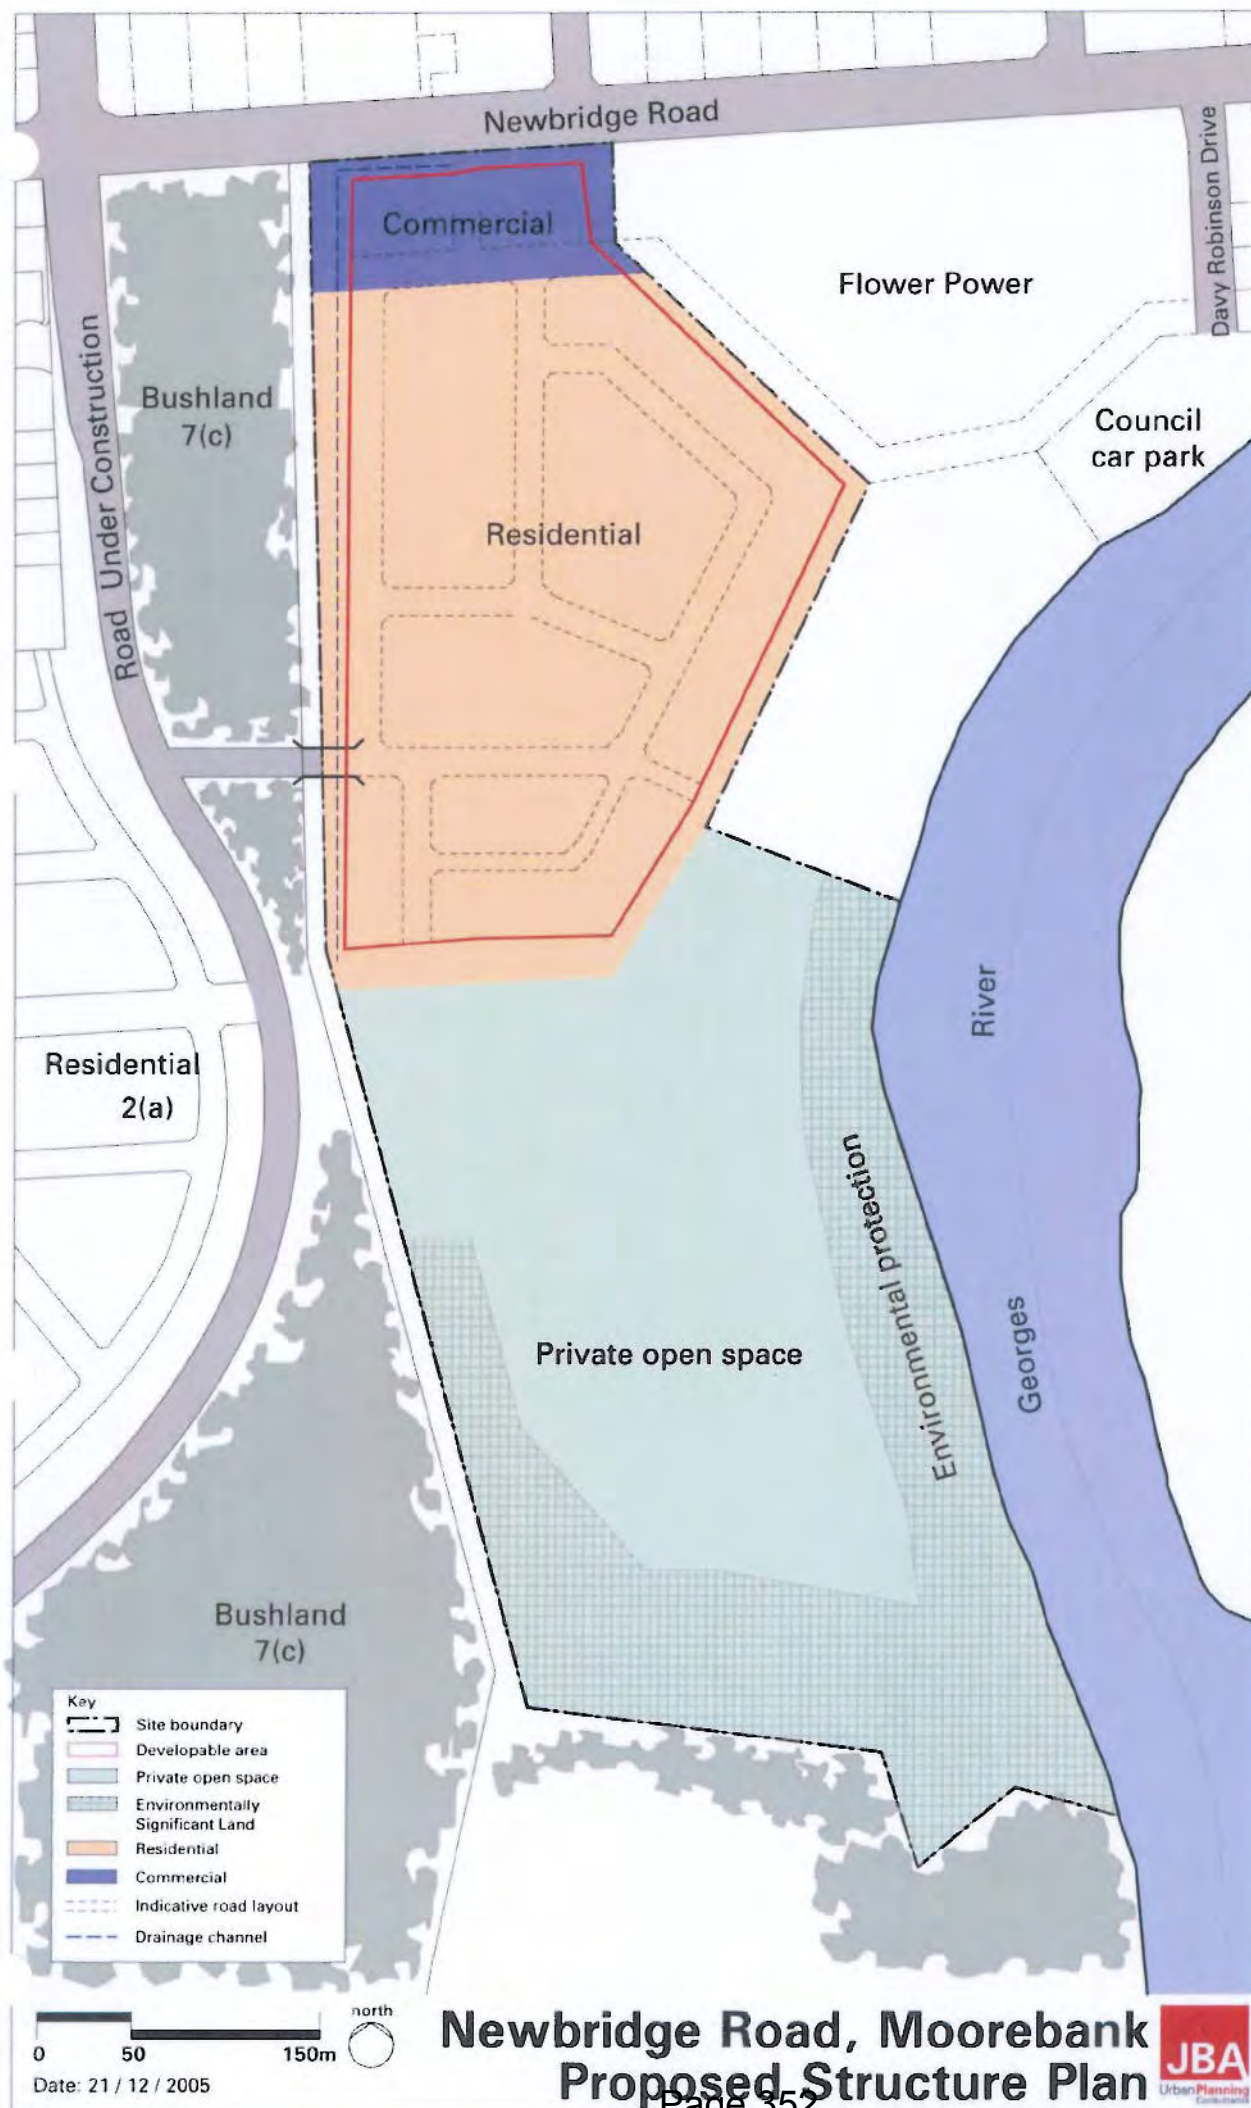 Newbridge Road
Davy Robinson Drive
Commercial
Flower Power
Road Under Construction
Bushland
7(c)
Council
car park
Residential
River
Residential
2(a)
Environmental protection
Private open space
Georges
Bushland
7(c)
Key
Site boundary
Developable area
Private open space
Environmentally
Significant Land
Residential
Commercial
Indicative road layout
Drainage channel
north
0 50 150m
Date: 21 / 12 / 2005
Newbridge Road, Moorebank
Proposed Structure Plan
Page 352
JBA
Urban Planning